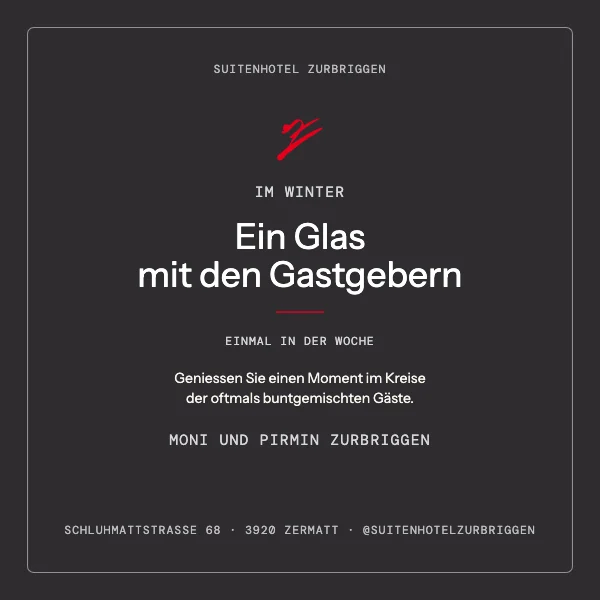 SUITENHOTEL ZURBRIGGEN
IM WINTER
Ein Glas
mit den Gastgebern
EINMAL IN DER WOCHE
Geniessen Sie einen Moment im Kreise
der oftmals buntgemischten Gäste.
MONI UND PIRMIN ZURBRIGGEN
SCHLUHMATTSTRASSE 68 · 3920 ZERMATT · @SUITENHOTELZURBRIGGEN